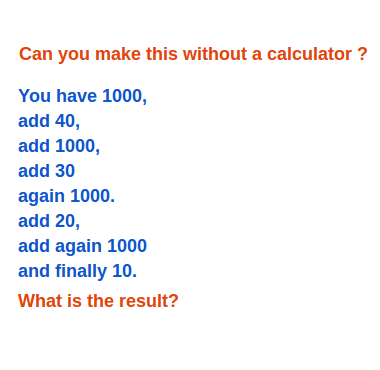 Can you make this without a calculator ?
You have 1000,
add 40,
add 1000,
add 30
again 1000.
add 20,
add again 1000
and finally 10.
What is the result?